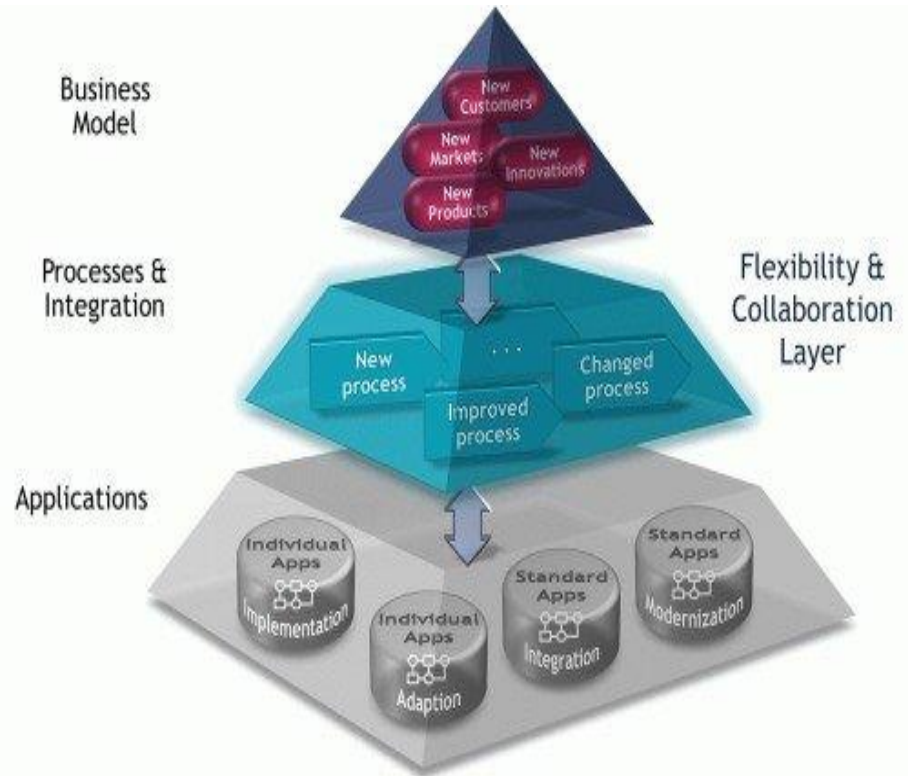 Business
Model
New
Customers
New
Markets
New
Innovations
New
Products
Processes &
Integration
Flexibility &
Collaboration
Layer
New
process
. . .
Changed
process
Improved
process
Applications
Individual
Apps
Implementation
Individual
Apps
Adaption
Standard
Apps
Integration
Standard
Apps
Modernization